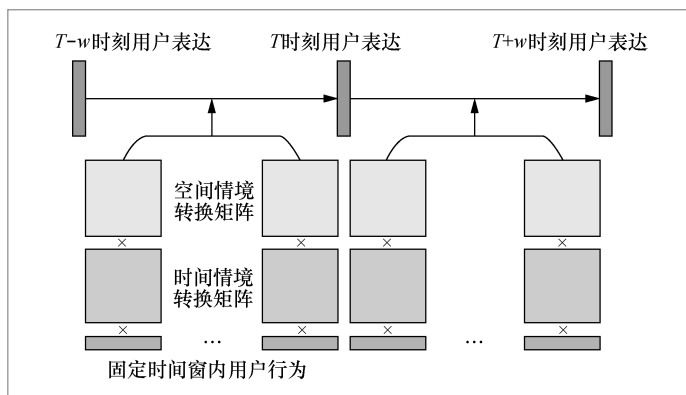 T−w时刻用户表达 T时刻用户表达 T+w时刻用户表达
空间情境
转换矩阵
× × × ×
时间情境
转换矩阵
× × × ×
… …
固定时间窗内用户行为